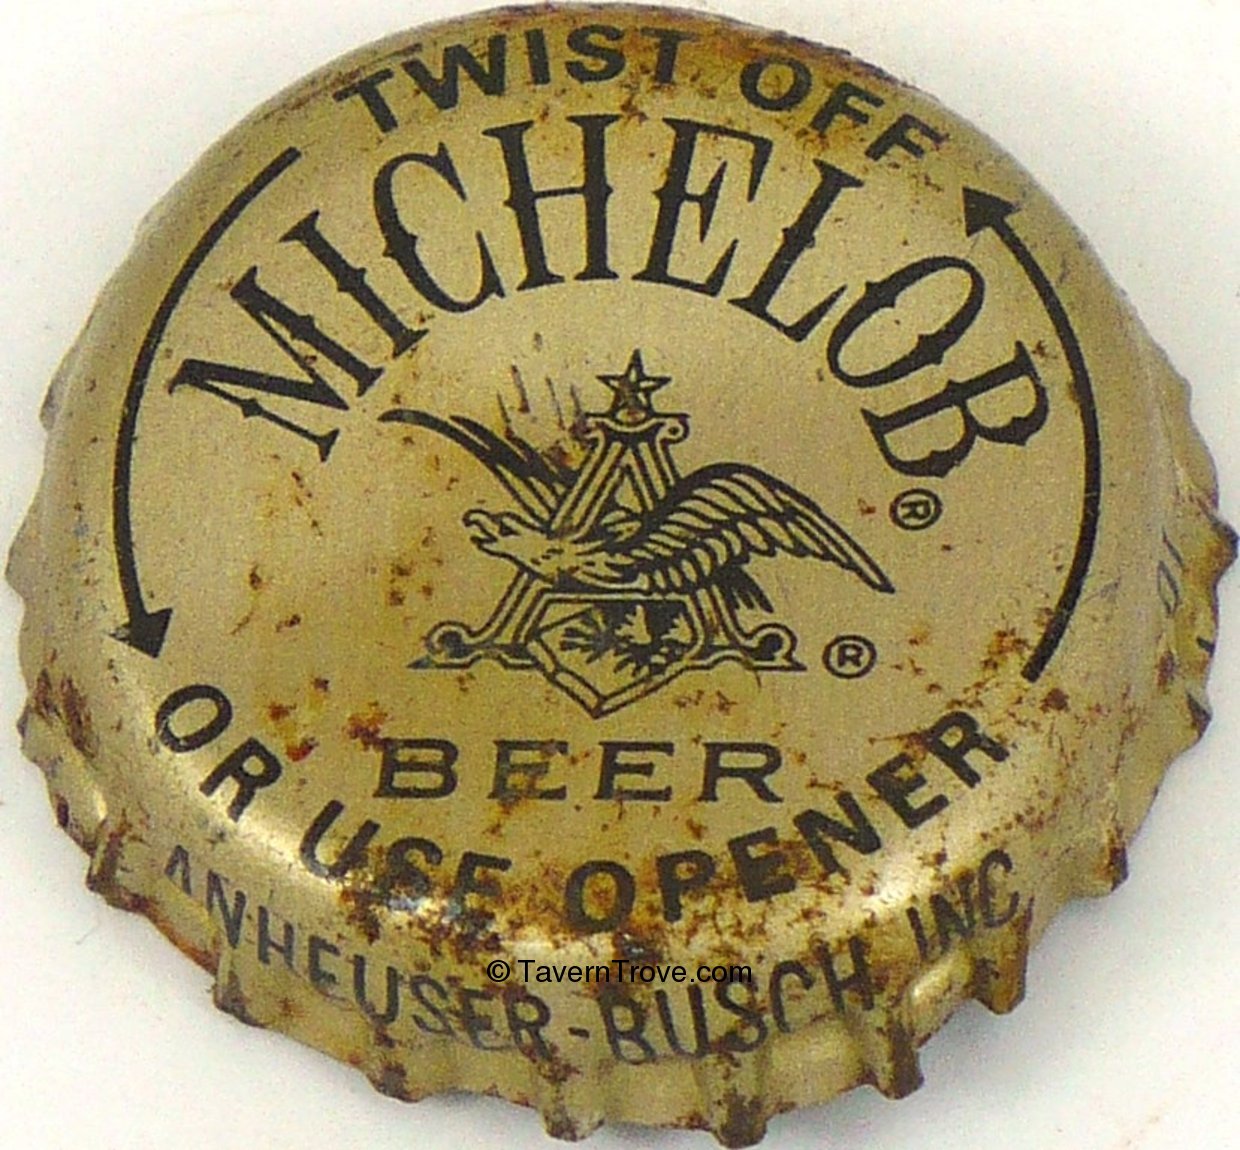 TWIST OFF
MICHELOB®
A
®
BEER
OR USE OPENER
ANHEUSER-BUSCH, INC.
© TavernTrove.com